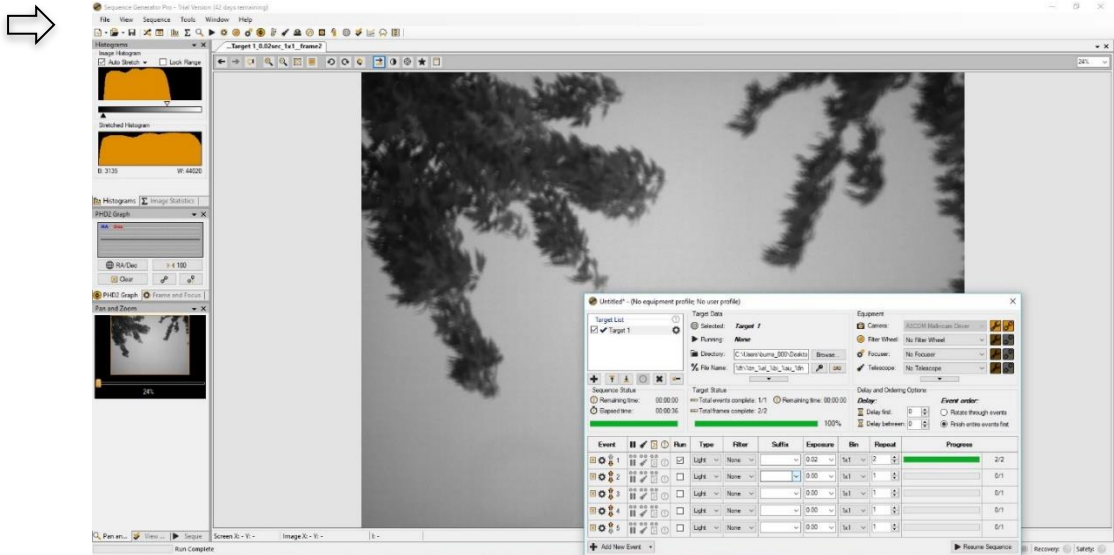 Sequence Generator Pro - Trial Version (42 days remaining)
File View Sequence Tools Window Help
Histograms
...Target 1_0.02sec_1x1__frame2
Image Histogram
Auto Stretch Lock Range
24%
Stretched Histogram
B: 3135 W: 44020
Histograms Image Statistics
PHD2 Graph
RA Dec
RA/Dec 100
Clear
PHD2 Graph Frame and Focus
Pan and Zoom
24%
Untitled* - (No equipment profile; No user profile)
Target List Target Data Equipment
Target 1 Selected: Target 1 Camera:
Running: None Filter Wheel: No Filter Wheel
Directory: Browse... Focuser: No Focuser
File Name: Telescope: No Telescope
Sequence Status Target Status Delay and Ordering Options
Remaining time: 00:00:00 Total events complete: 1/1 Remaining time: 00:00:00 Delay: Event order:
Elapsed time: 00:00:36 Total frames complete: 2/2 Delay first: 0 Rotate through events
100% Delay between: 0 Finish entire events first
Event Run Type Filter Suffix Exposure Bin Repeat Progress
1 Light None 0.02 1x1 2 2/2
2 Light None 0.00 1x1 1 0/1
3 Light None 0.00 1x1 1 0/1
4 Light None 0.00 1x1 1 0/1
5 Light None 0.00 1x1 1 0/1
Add New Event Resume Sequence
Pan an... View ... Seque Screen X: - Y: - Image X: - Y: - I: -
Run Complete Recovery: Safety: